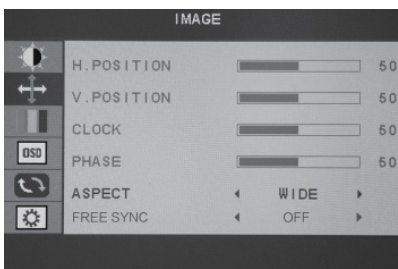 IMAGE
H.POSITION 50
V.POSITION 50
CLOCK 50
OSD
PHASE 50
ASPECT WIDE
FREE SYNC OFF